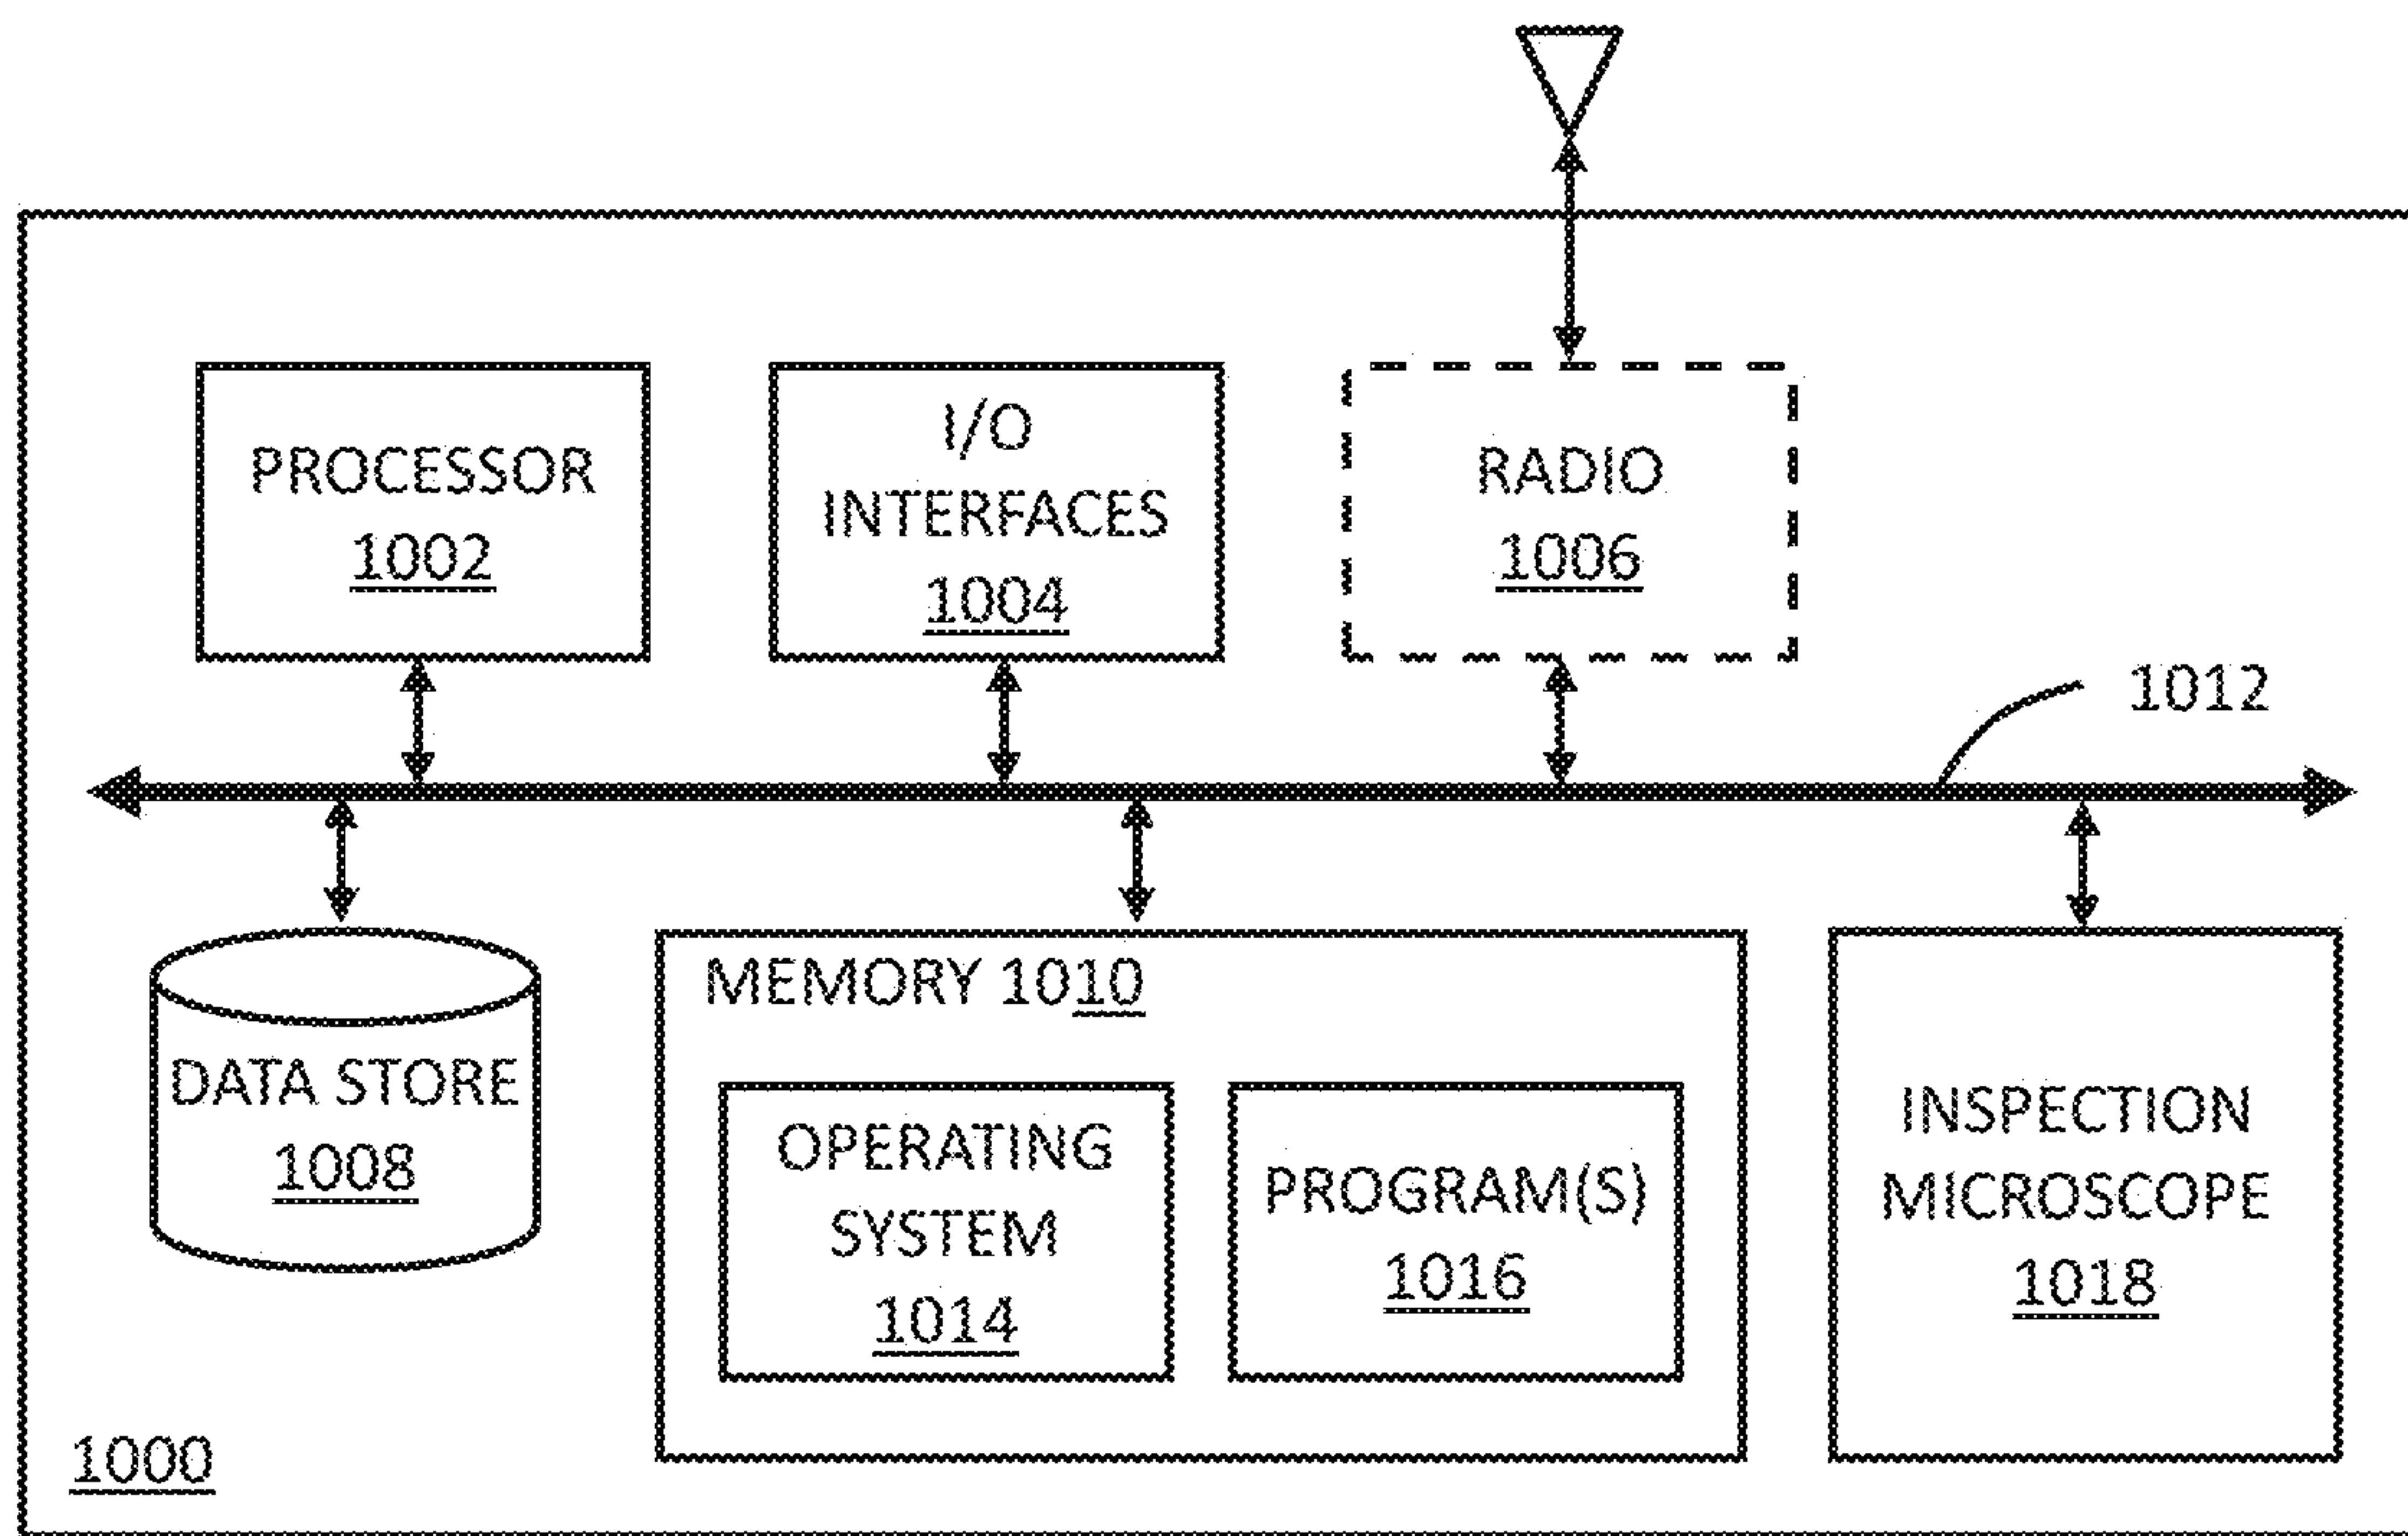 PROCESSOR
1002
I/O
INTERFACES
1004
RADIO
1006
1012
DATA STORE
1008
MEMORY 1010
OPERATING
SYSTEM
1014
PROGRAM(S)
1016
INSPECTION
MICROSCOPE
1018
1000